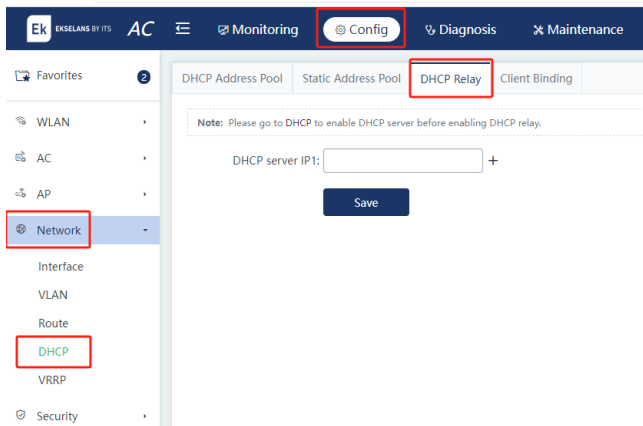 Ek EKSELANS BY ITS AC Monitoring Config Diagnosis Maintenance
Favorites 2
DHCP Address Pool Static Address Pool DHCP Relay Client Binding
WLAN
Note: Please go to DHCP to enable DHCP server before enabling DHCP relay.
AC
DHCP server IP1: +
AP
Save
Network
Interface
VLAN
Route
DHCP
VRRP
Security